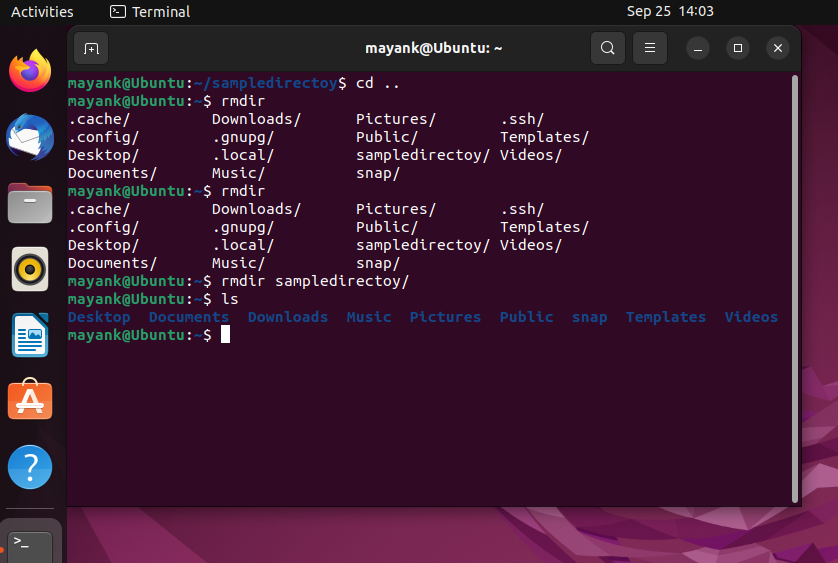 Activities Terminal Sep 25 14:03
mayank@Ubuntu: ~
mayank@Ubuntu:~/sampledirectoy$ cd ..
mayank@Ubuntu:~$ rmdir
.cache/ Downloads/ Pictures/ .ssh/
.config/ .gnupg/ Public/ Templates/
Desktop/ .local/ sampledirectoy/ Videos/
Documents/ Music/ snap/
mayank@Ubuntu:~$ rmdir
.cache/ Downloads/ Pictures/ .ssh/
.config/ .gnupg/ Public/ Templates/
Desktop/ .local/ sampledirectoy/ Videos/
Documents/ Music/ snap/
mayank@Ubuntu:~$ rmdir sampledirectoy/
mayank@Ubuntu:~$ ls
Desktop Documents Downloads Music Pictures Public snap Templates Videos
mayank@Ubuntu:~$